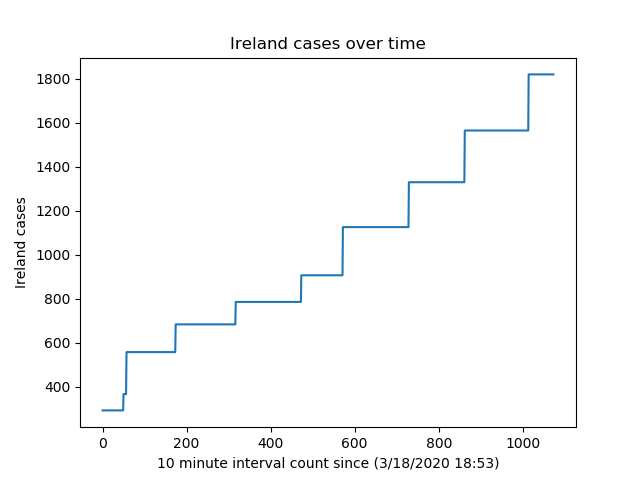 Ireland cases over time
1800
1600
1400
1200
1000
800
600
400
Ireland cases
0 200 400 600 800 1000
10 minute interval count since (3/18/2020 18:53)